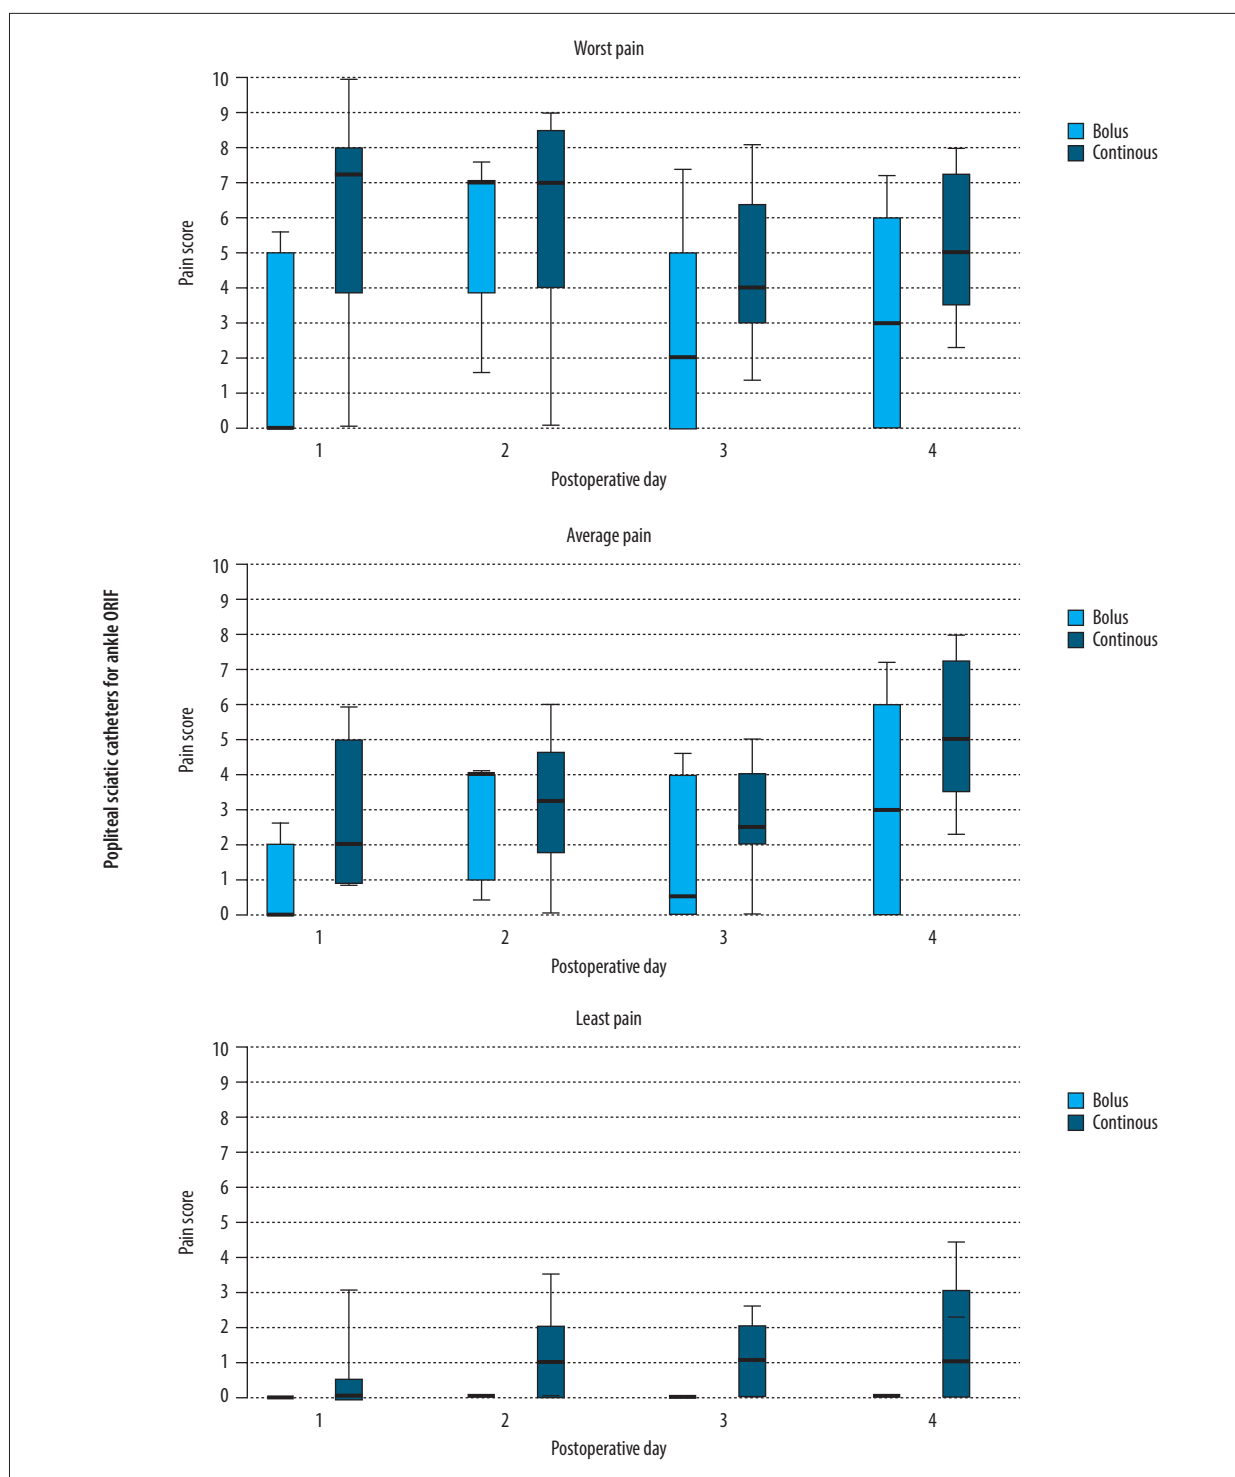 Popliteal sciatic catheters for ankle ORIF
Worst pain
Pain score
10
9
8
7
6
5
4
3
2
1
0
1 2 3 4
Postoperative day
Bolus
Continous
Average pain
Pain score
10
9
8
7
6
5
4
3
2
1
0
1 2 3 4
Postoperative day
Bolus
Continous
Least pain
Pain score
10
9
8
7
6
5
4
3
2
1
0
1 2 3 4
Postoperative day
Bolus
Continous